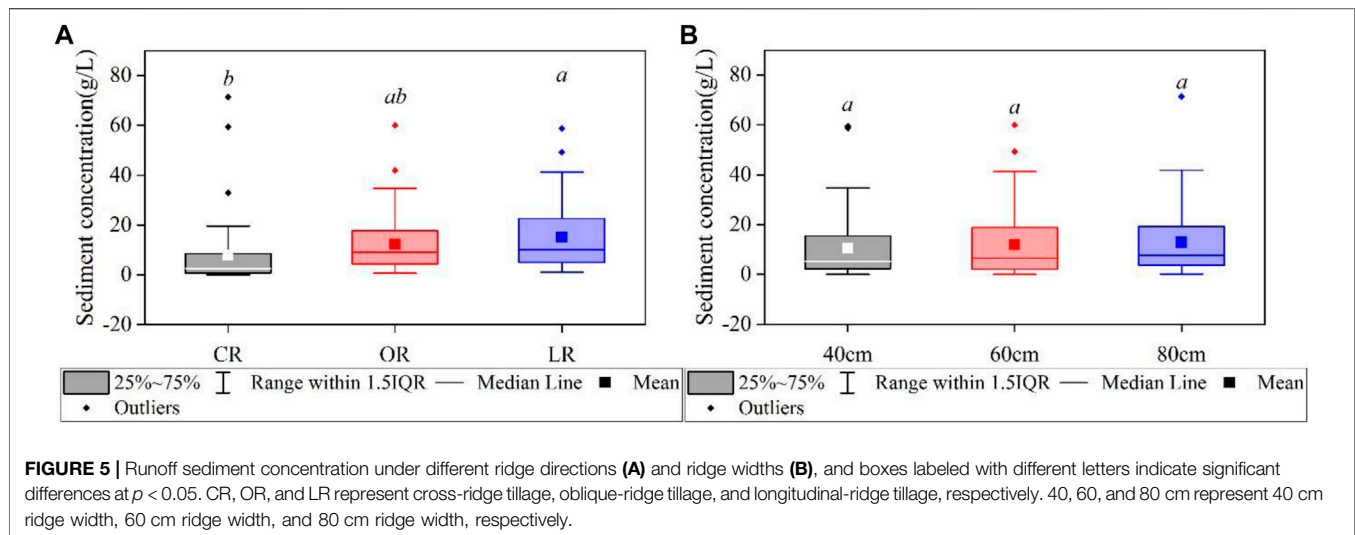 A
Sediment concentration(g/L)
80
60
40
20
0
-20
b
ab
a
CR OR LR
25%~75% Range within 1.5IQR Median Line Mean
Outliers
B
Sediment concentration(g/L)
80
60
40
20
0
-20
a
a
a
40cm 60cm 80cm
25%~75% Range within 1.5IQR Median Line Mean
Outliers
FIGURE 5 | Runoff sediment concentration under different ridge directions (A) and ridge widths (B), and boxes labeled with different letters indicate significant
differences at p < 0.05. CR, OR, and LR represent cross-ridge tillage, oblique-ridge tillage, and longitudinal-ridge tillage, respectively. 40, 60, and 80 cm represent 40 cm
ridge width, 60 cm ridge width, and 80 cm ridge width, respectively.